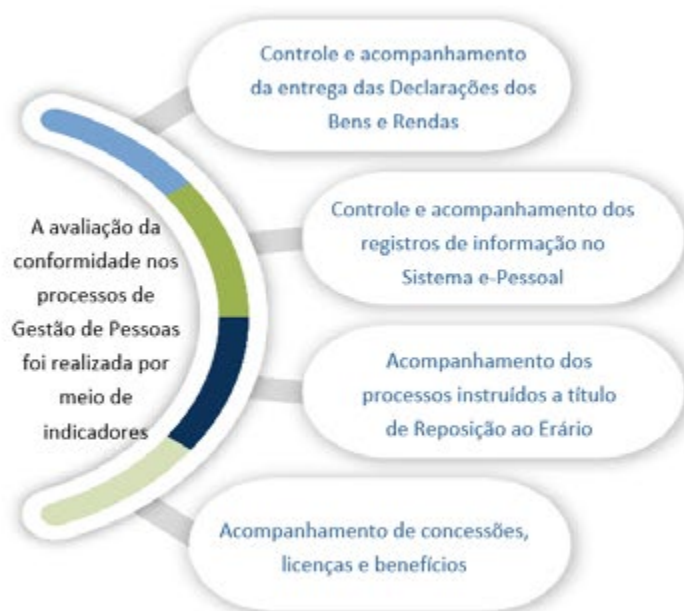 Controle e acompanhamento
da entrega das Declarações dos
Bens e Rendas
A avaliação da
conformidade nos
processos de
Gestão de Pessoas
foi realizada por
meio de
indicadores
Controle e acompanhamento dos
registros de informação no
Sistema e-Pessoal
Acompanhamento dos
processos instruídos a título
de Reposição ao Erário
Acompanhamento de concessões,
licenças e benefícios